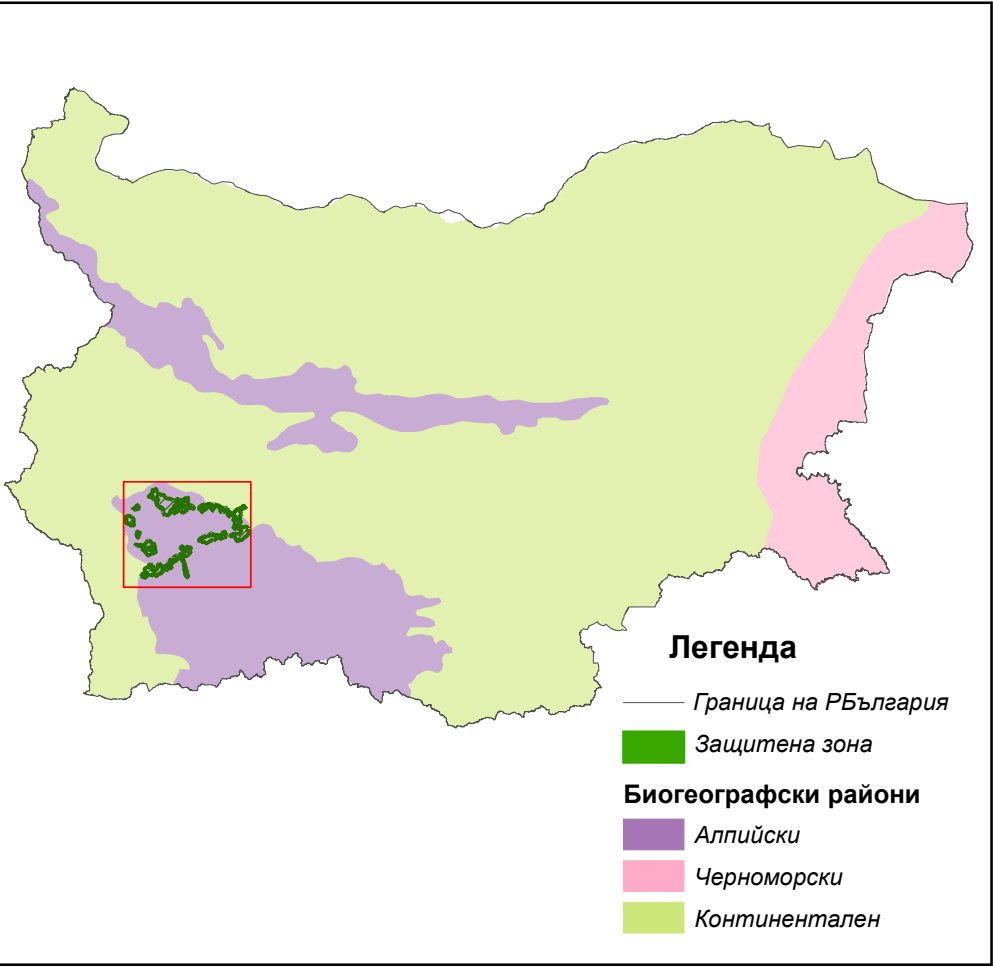 Легенда
Граница на РБългария
Защитена зона
Биогеографски райони
Алпийски
Черноморски
Континентален